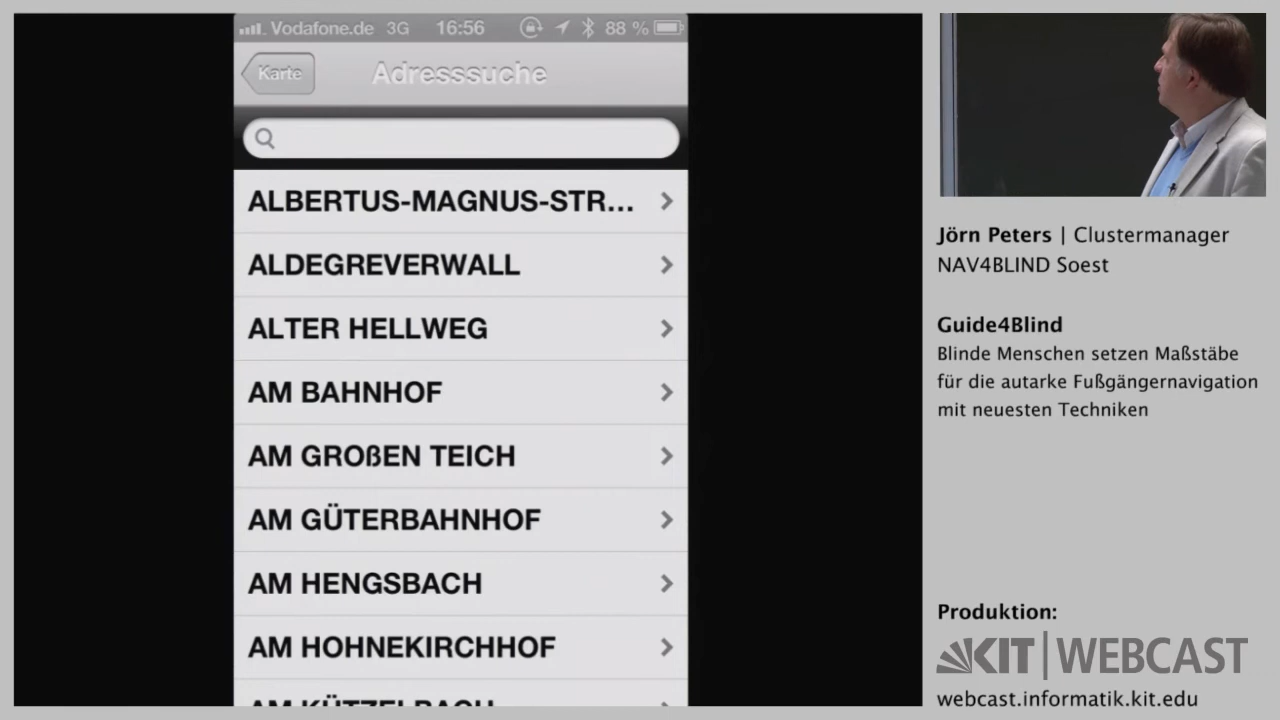 Vodafone.de 3G 16:56 88 %
Karte
Adresssuche
ALBERTUS-MAGNUS-STR...
ALDEGREVERWALL
ALTER HELLWEG
AM BAHNHOF
AM GROßEN TEICH
AM GÜTERBAHNHOF
AM HENGSBACH
AM HOHNEKIRCHHOF
AM KÜTZELBACH
Jörn Peters | Clustermanager
NAV4BLIND Soest
Guide4Blind
Blinde Menschen setzen Maßstäbe
für die autarke Fußgängernavigation
mit neuesten Techniken
Produktion:
KIT | WEBCAST
webcast.informatik.kit.edu